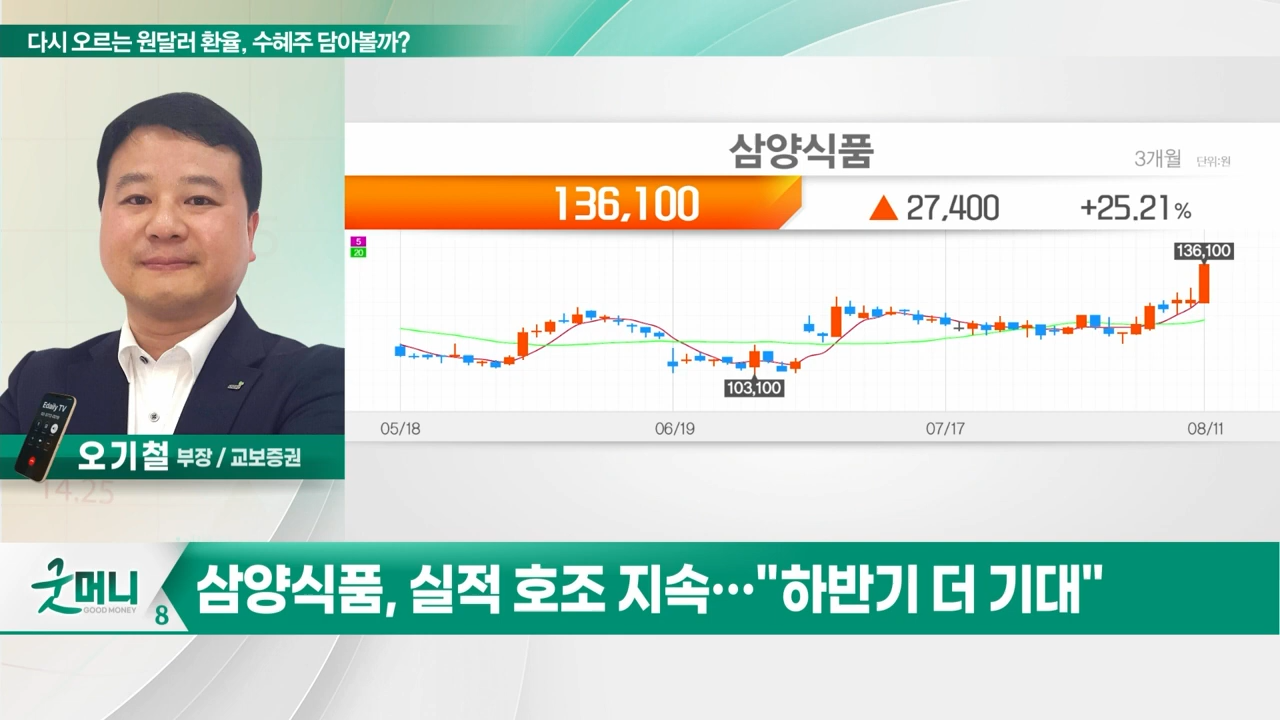 다시 오르는 원달러 환율, 수혜주 담아볼까?
삼양식품
3개월 단위:원
136,100 ▲ 27,400 +25.21%
5
20
136,100
103,100
05/18 06/19 07/17 08/11
Edaily TV
오기철 부장 / 교보증권
14.25
굿머니
GOOD MONEY
8
삼양식품, 실적 호조 지속…"하반기 더 기대"